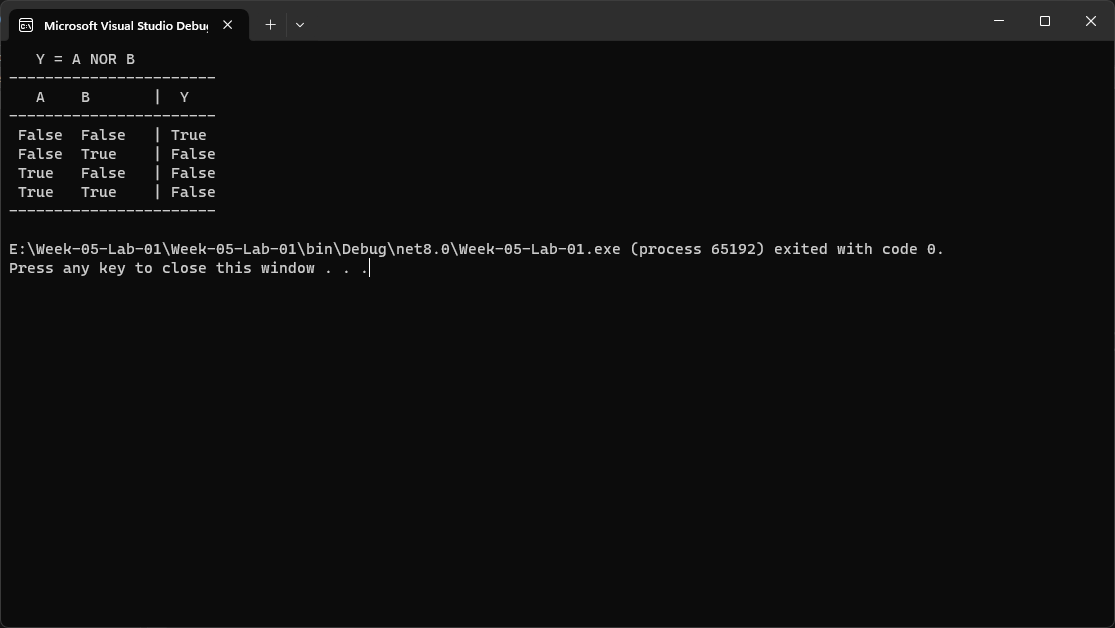 Microsoft Visual Studio Debu
   Y = A NOR B
-----------------------
   A    B       |  Y
-----------------------
 False  False   | True
 False  True    | False
 True   False   | False
 True   True    | False
-----------------------
E:\Week-05-Lab-01\Week-05-Lab-01\bin\Debug\net8.0\Week-05-Lab-01.exe (process 65192) exited with code 0.
Press any key to close this window . . .